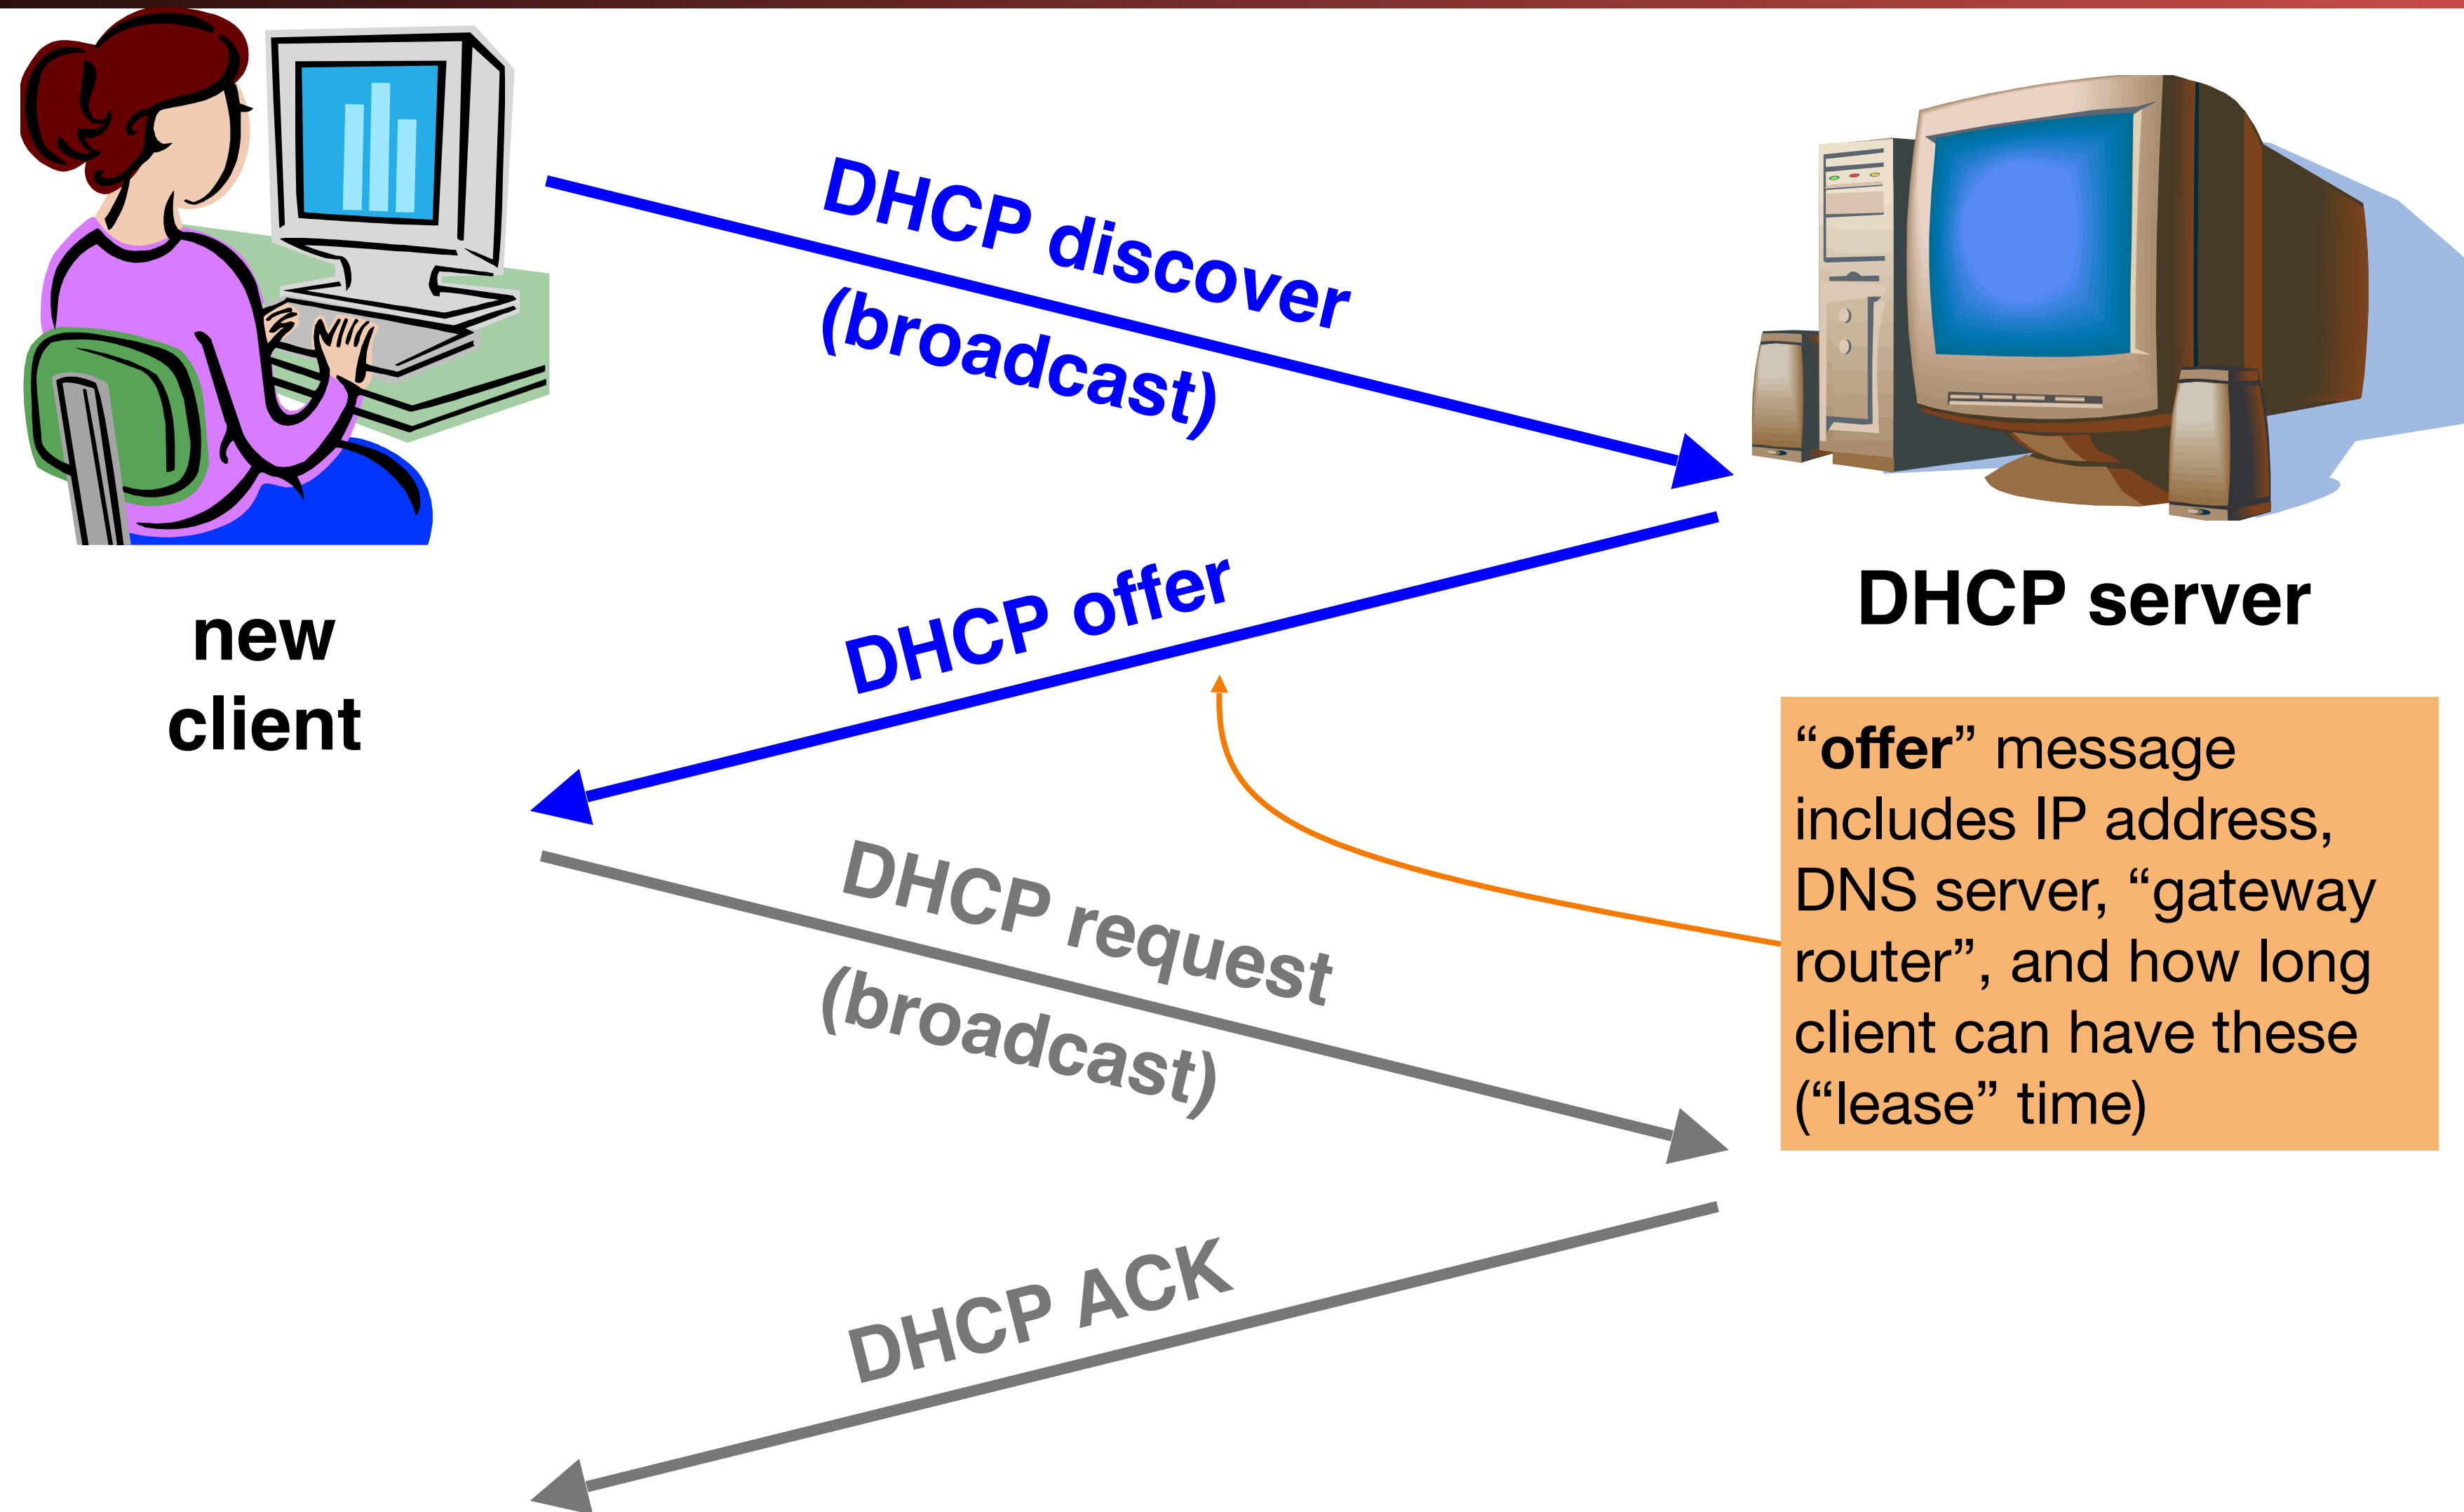 DHCP discover
(broadcast)
DHCP offer
new
client
DHCP server
“offer” message
includes IP address,
DNS server, “gateway
router”, and how long
client can have these
(“lease” time)
DHCP request
(broadcast)
DHCP ACK